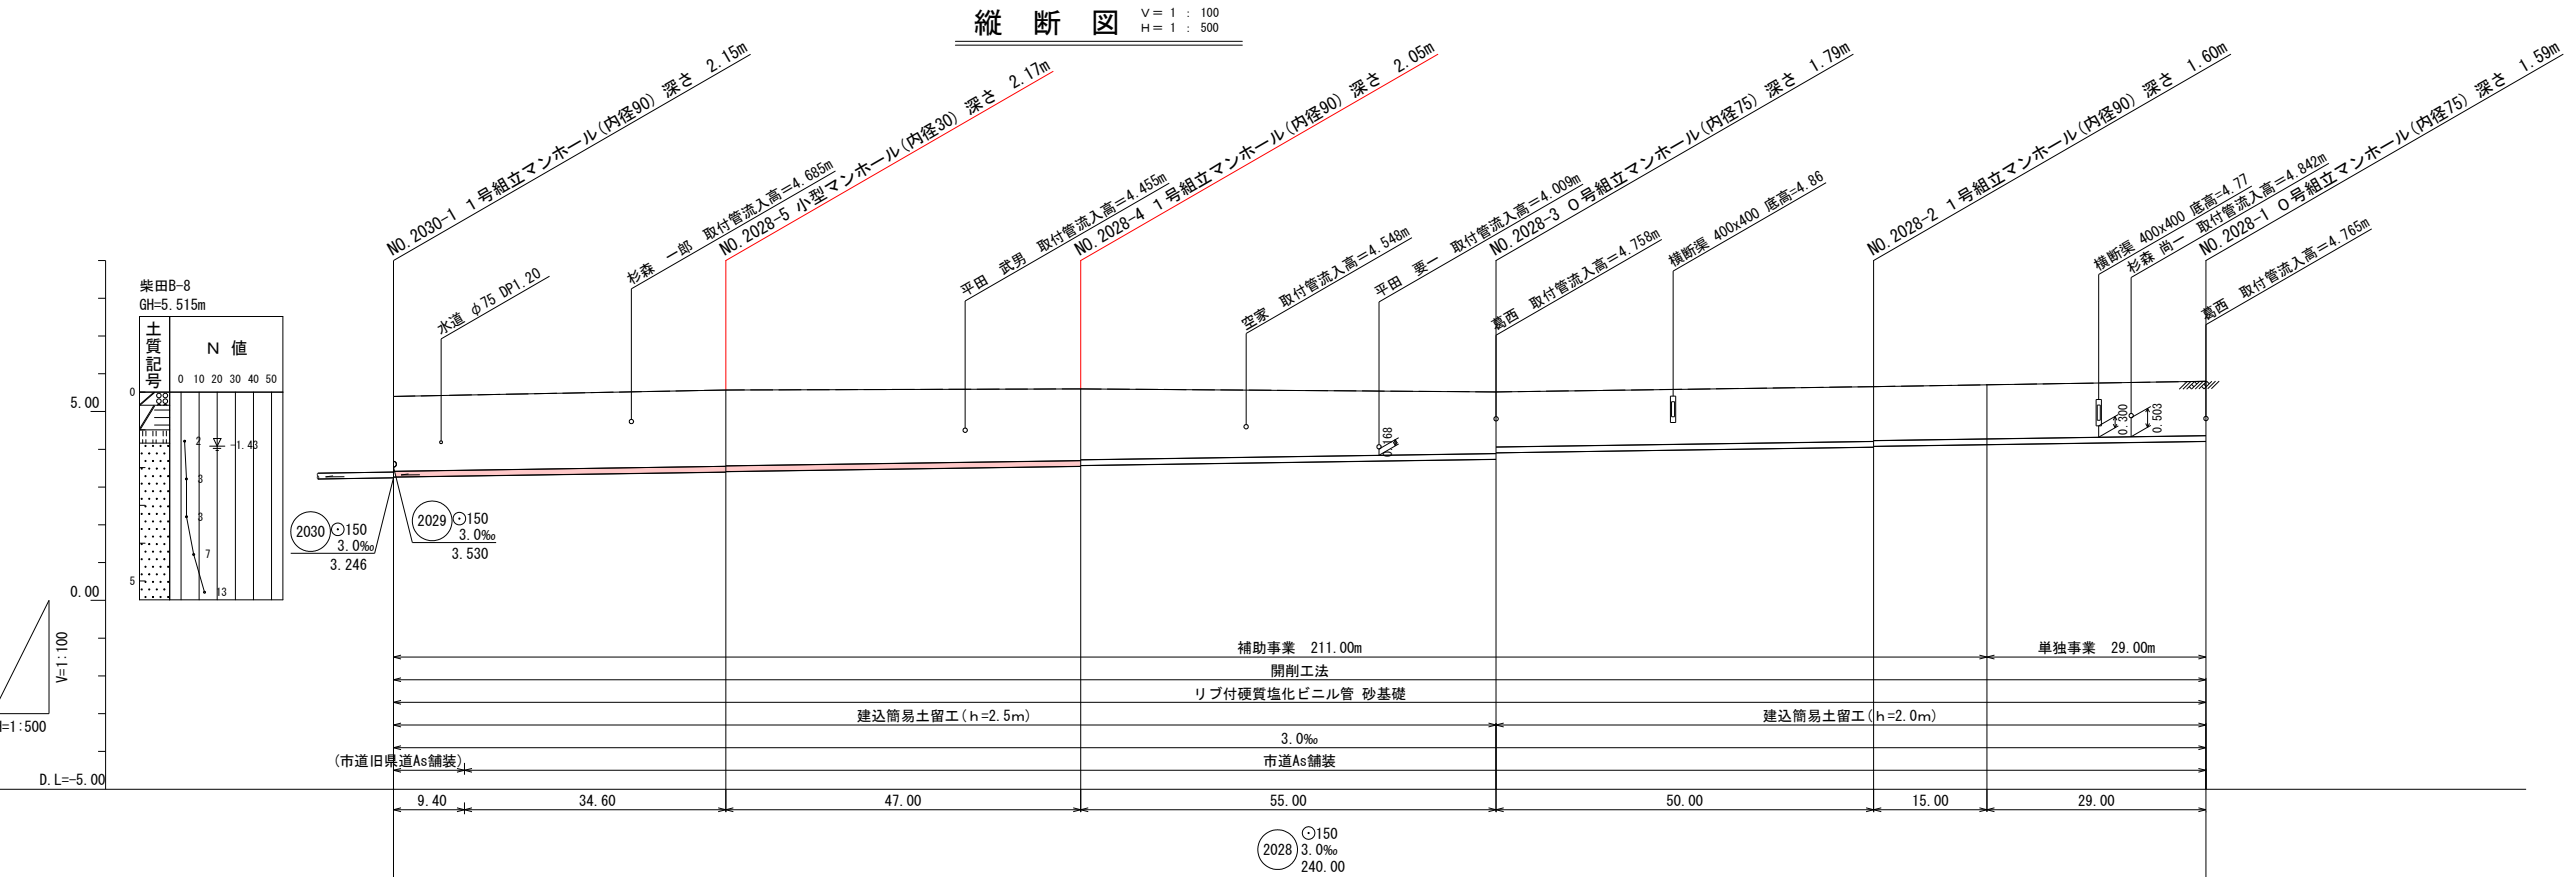 縦 断 図
V= 1 : 100
H= 1 : 500
NO.2030-1 1号組立マンホール(内径90) 深さ 2.15m
水道 φ75 DP1.20
杉森 一郎 取付管流入高=4.685m
NO.2028-5 小型マンホール(内径30) 深さ 2.17m
平田 武男 取付管流入高=4.455m
NO.2028-4 1号組立マンホール(内径90) 深さ 2.05m
空家 取付管流入高=4.548m
平田 要一 取付管流入高=4.009m
NO.2028-3 0号組立マンホール(内径75) 深さ 1.79m
葛西 取付管流入高=4.758m
横断渠 400x400 底高=4.86
NO.2028-2 1号組立マンホール(内径90) 深さ 1.60m
横断渠 400x400 底高=4.77
杉森 尚一 取付管流入高=4.842m
NO.2028-1 0号組立マンホール(内径75) 深さ 1.59m
葛西 取付管流入高=4.765m
柴田B-8
GH=5.515m
土質記号
N 値
0 10 20 30 40 50
0
2
-1.43
3
3
7
5
13
5.00
0.00
D.L=-5.00
V=1:100
=1:500
2030
150
3.0‰
3.246
2029
150
3.0‰
3.530
0.168
0.300
0.503
補助事業 211.00m
単独事業 29.00m
開削工法
リブ付硬質塩化ビニル管 砂基礎
建込簡易土留工(h=2.5m)
建込簡易土留工(h=2.0m)
3.0‰
(市道旧県道As舗装)
市道As舗装
9.40
34.60
47.00
55.00
50.00
15.00
29.00
2028
150
3.0‰
240.00